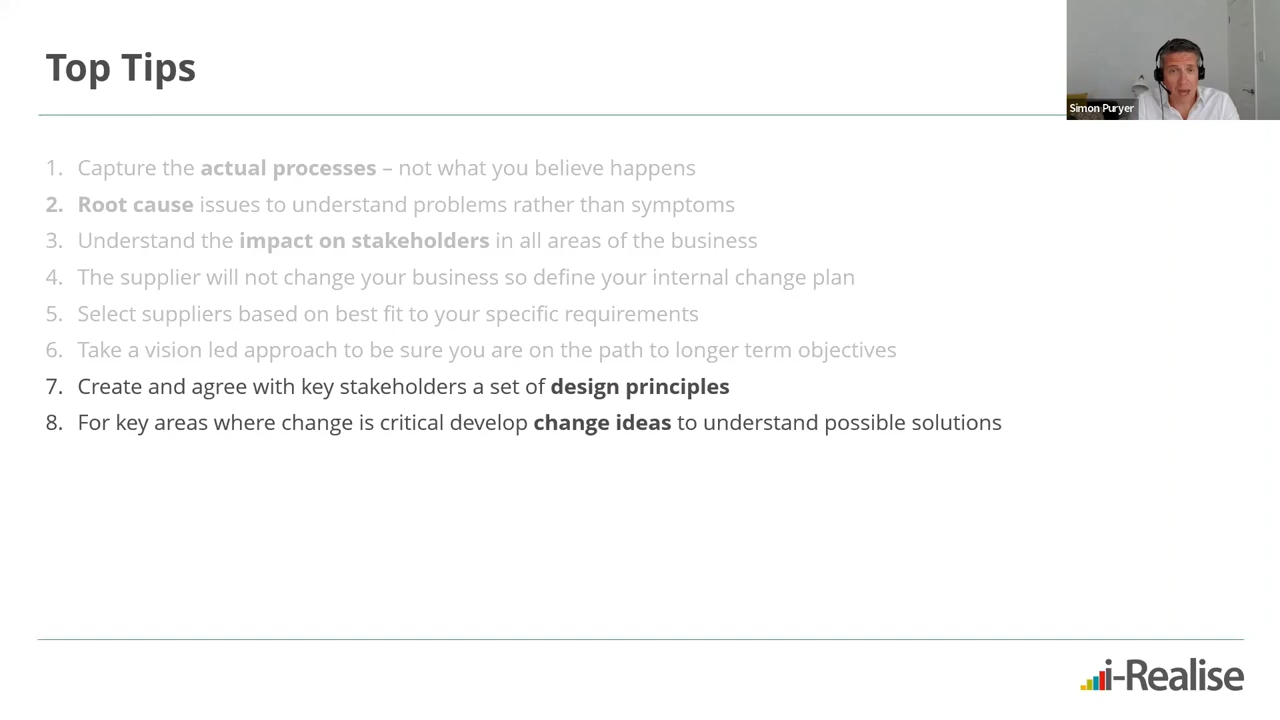 Top Tips
Simon Puryer
1. Capture the actual processes – not what you believe happens
2. Root cause issues to understand problems rather than symptoms
3. Understand the impact on stakeholders in all areas of the business
4. The supplier will not change your business so define your internal change plan
5. Select suppliers based on best fit to your specific requirements
6. Take a vision led approach to be sure you are on the path to longer term objectives
7. Create and agree with key stakeholders a set of design principles
8. For key areas where change is critical develop change ideas to understand possible solutions
i-Realise